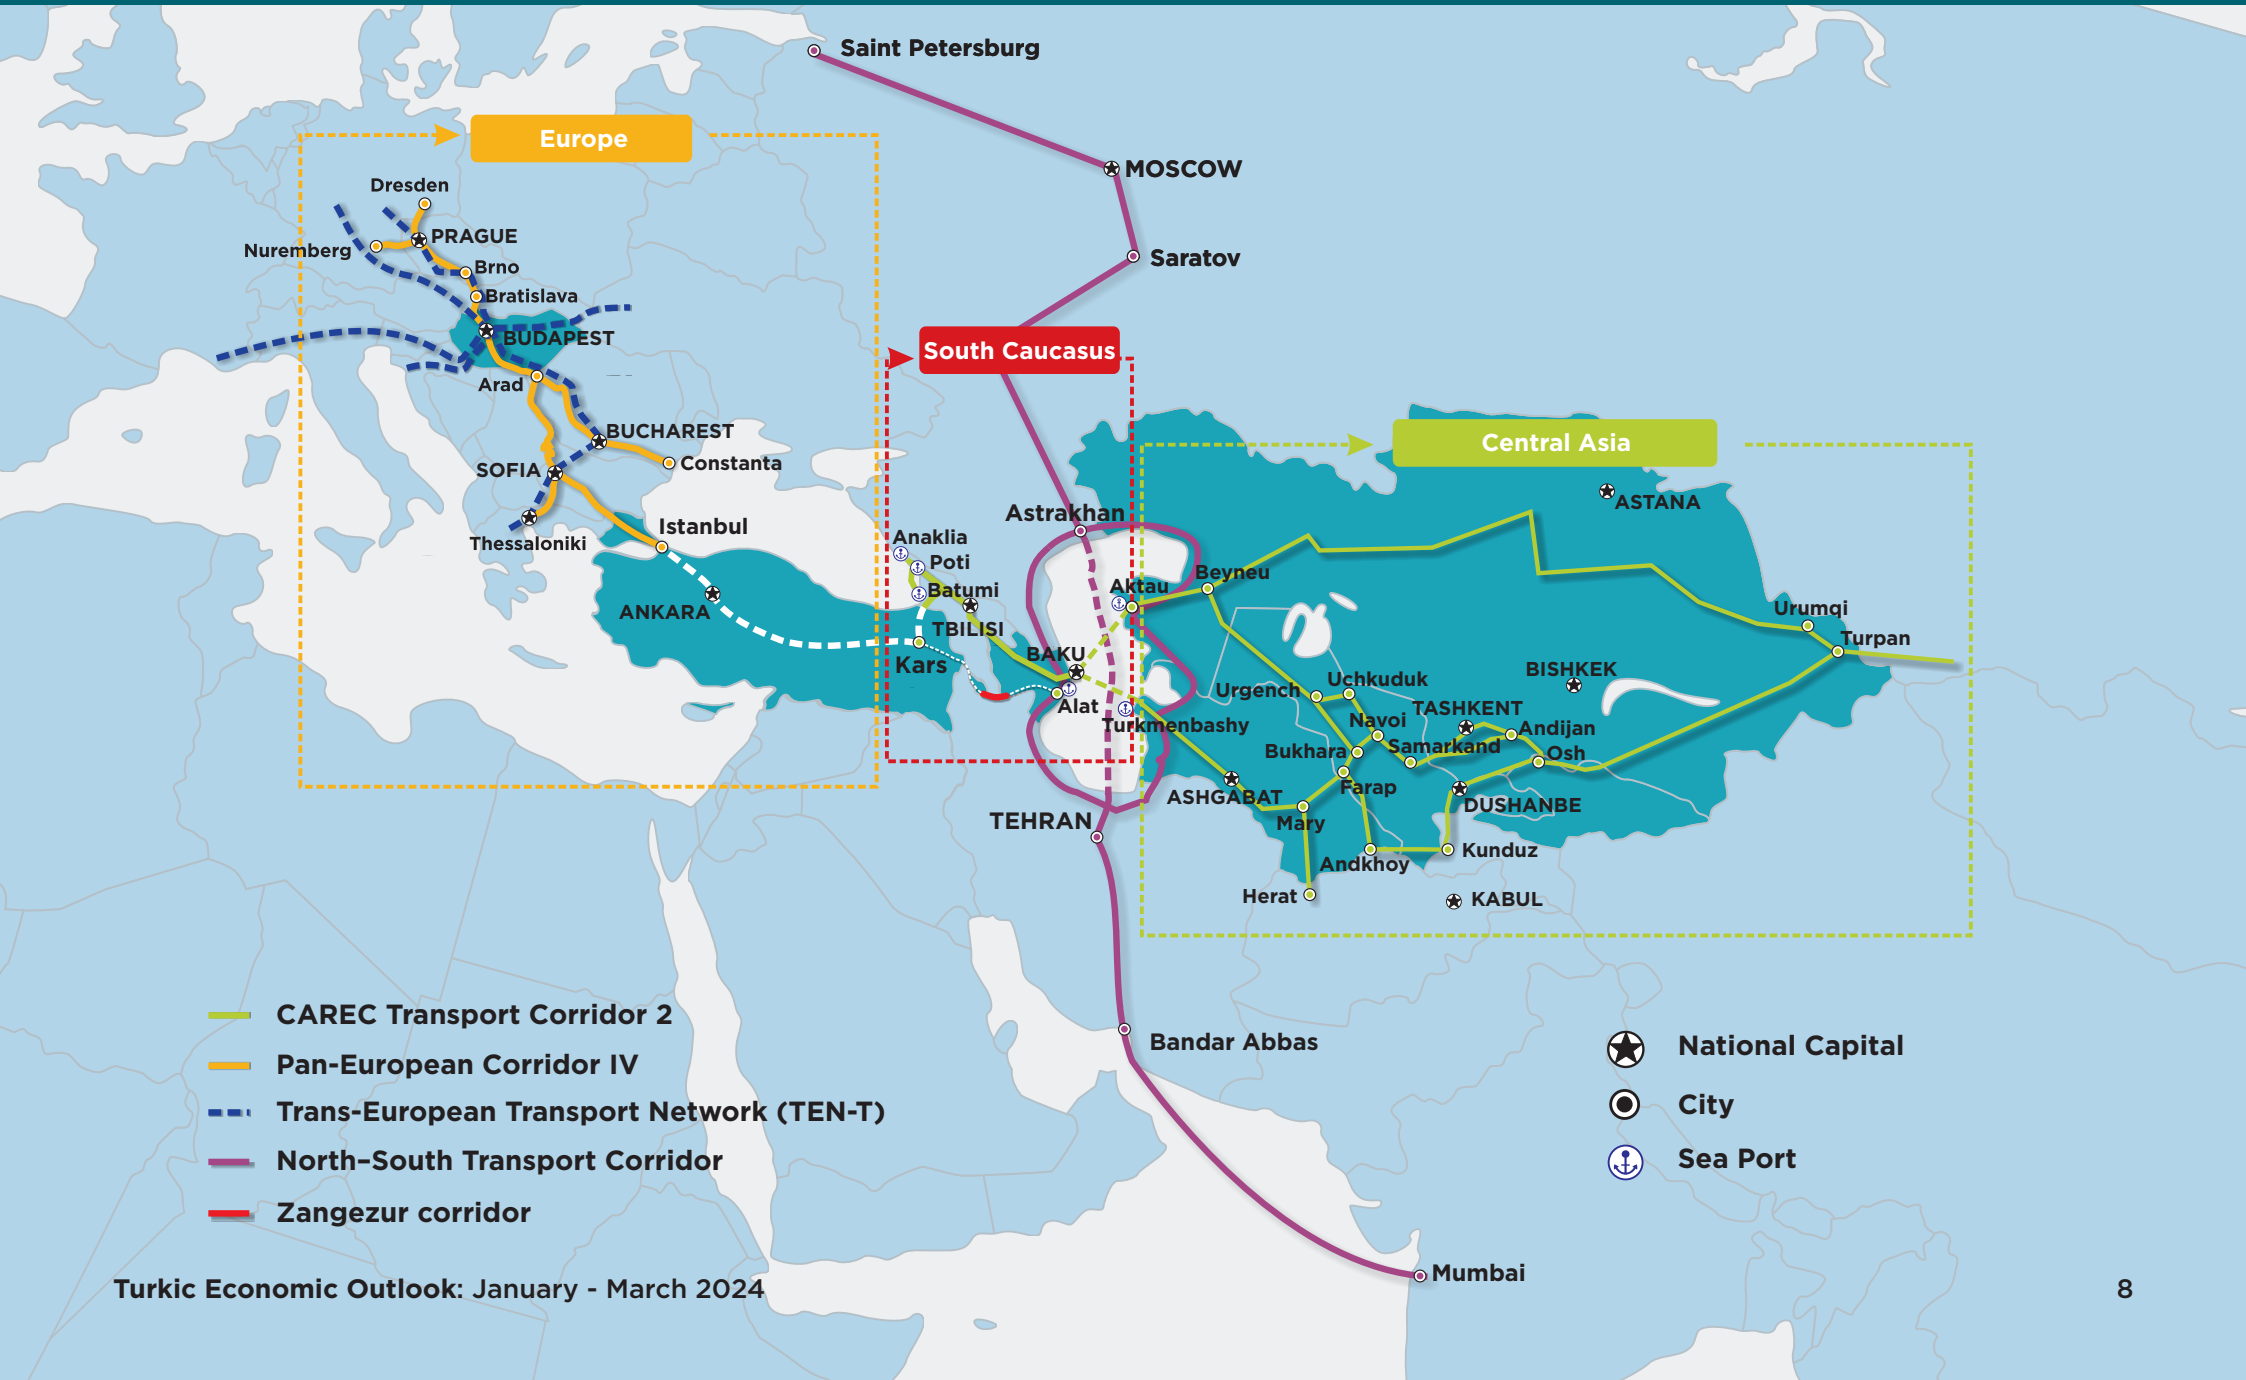 Saint Petersburg
Europe
MOSCOW
Dresden
PRAGUE
Nuremberg
Saratov
Brno
Bratislava
BUDAPEST
South Caucasus
Arad
BUCHAREST
Central Asia
Constanta
SOFIA
ASTANA
Astrakhan
Istanbul
Thessaloniki
Anaklia
Poti
Beyneu
Aktau
Batumi
ANKARA
Urumqi
TBILISI
Turpan
BAKU
Kars
BISHKEK
Uchkuduk
Urgench
Alat
TASHKENT
Navoi
Turkmenbashy
Andijan
Samarkand
Bukhara
Osh
Farap
ASHGABAT
DUSHANBE
TEHRAN
Mary
Kunduz
Andkhoy
Herat
KABUL
CAREC Transport Corridor 2
Pan-European Corridor IV
Trans-European Transport Network (TEN-T)
North–South Transport Corridor
Zangezur corridor
Bandar Abbas
National Capital
City
Sea Port
Mumbai
Turkic Economic Outlook: January - March 2024
8